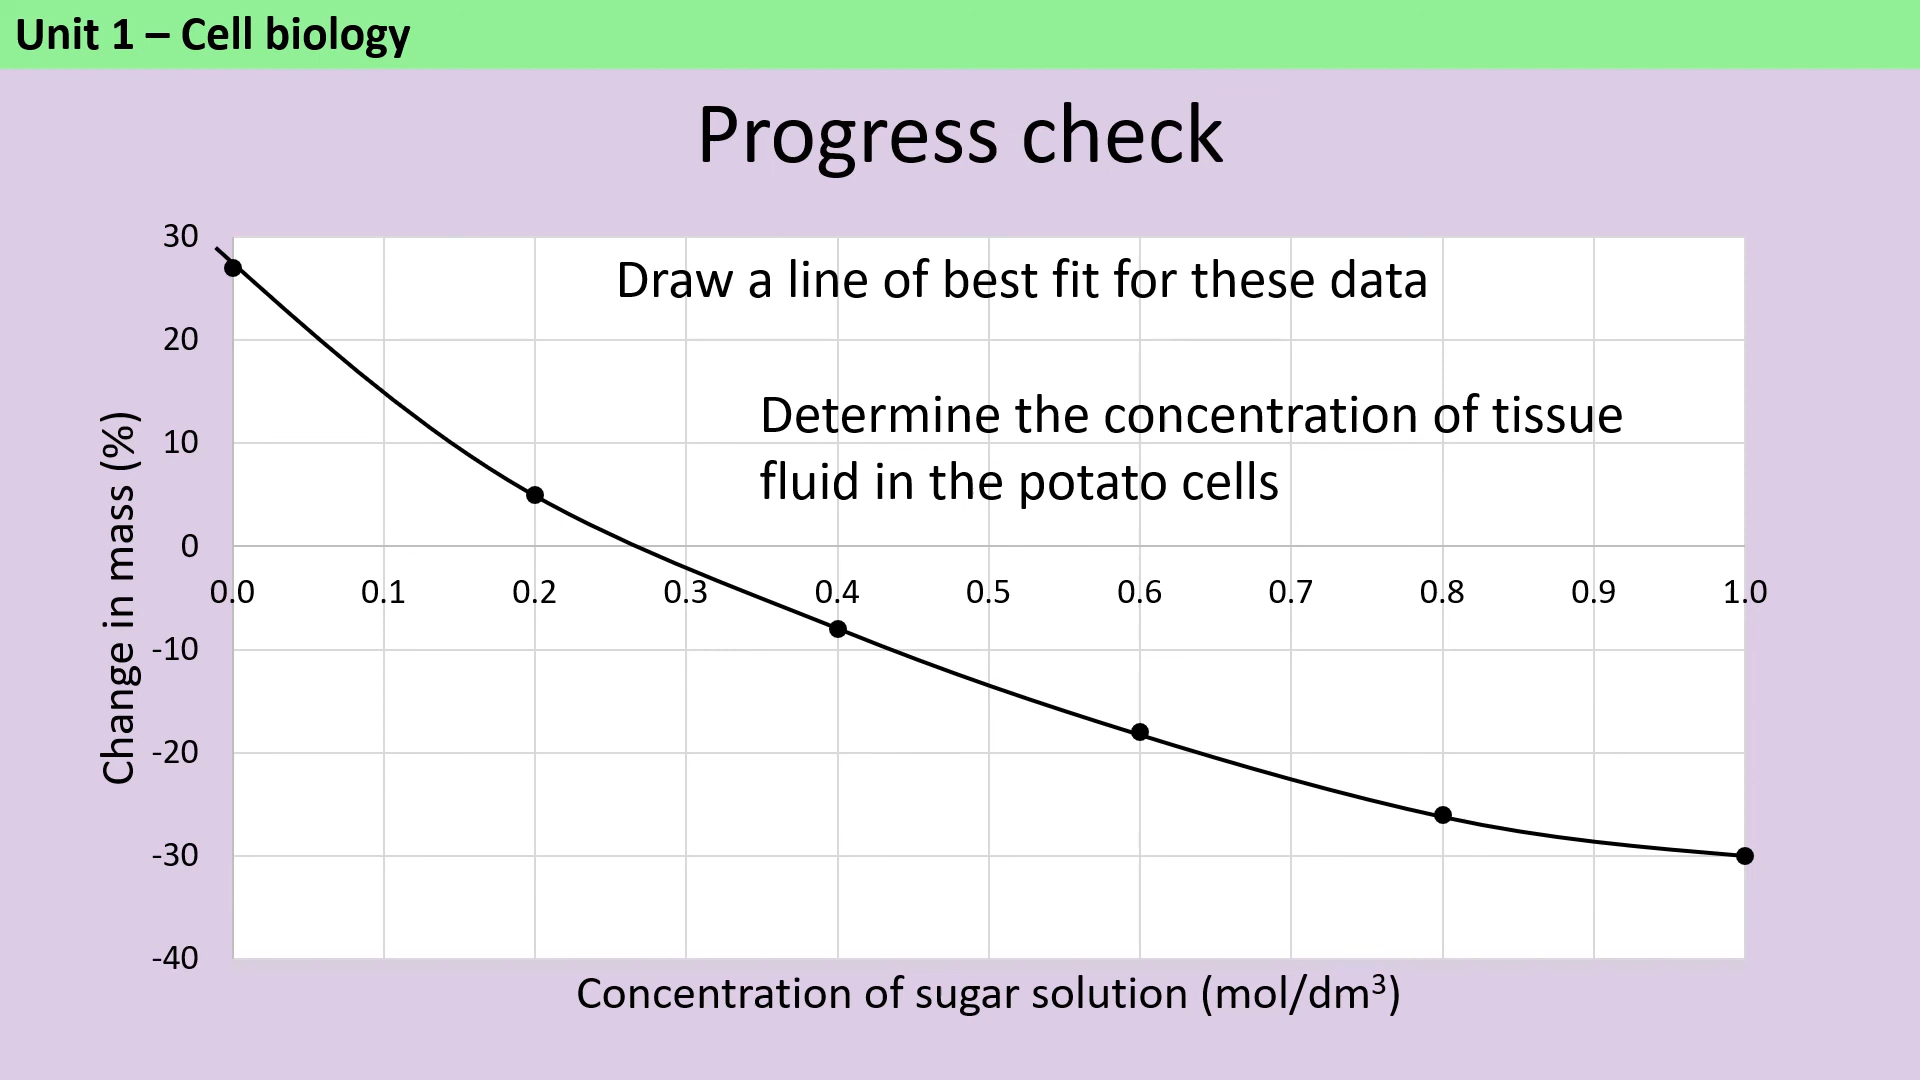 Unit 1 – Cell biology
Progress check
Draw a line of best fit for these data
Determine the concentration of tissue
fluid in the potato cells
Change in mass (%)
30
20
10
0
-10
-20
-30
-40
0.0 0.1 0.2 0.3 0.4 0.5 0.6 0.7 0.8 0.9 1.0
Concentration of sugar solution (mol/dm³)